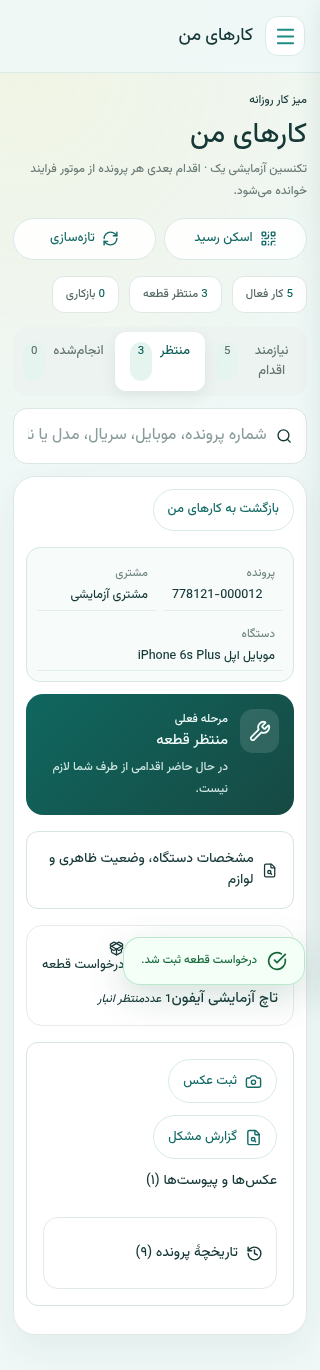 کارهای من
میز کار روزانه
کارهای من
تکنسین آزمایشی یک · اقدام بعدی هر پرونده از موتور فرایند
خوانده می‌شود.
اسکن رسید
تازه‌سازی
5 کار فعال
3 منتظر قطعه
0 بازکاری
نیازمند اقدام 5
منتظر 3
انجام‌شده 0
شماره پرونده، موبایل، سریال، مدل یا
بازگشت به کارهای من
پرونده
778121-000012
مشتری
مشتری آزمایشی
دستگاه
موبایل اپل iPhone 6s Plus
مرحله فعلی
منتظر قطعه
در حال حاضر اقدامی از طرف شما لازم
نیست.
مشخصات دستگاه، وضعیت ظاهری و
لوازم
درخواست قطعه
درخواست قطعه ثبت شد.
تاچ آزمایشی آیفون1 عددمنتظر انبار
ثبت عکس
گزارش مشکل
عکس‌ها و پیوست‌ها (۱)
تاریخچهٔ پرونده (۹)